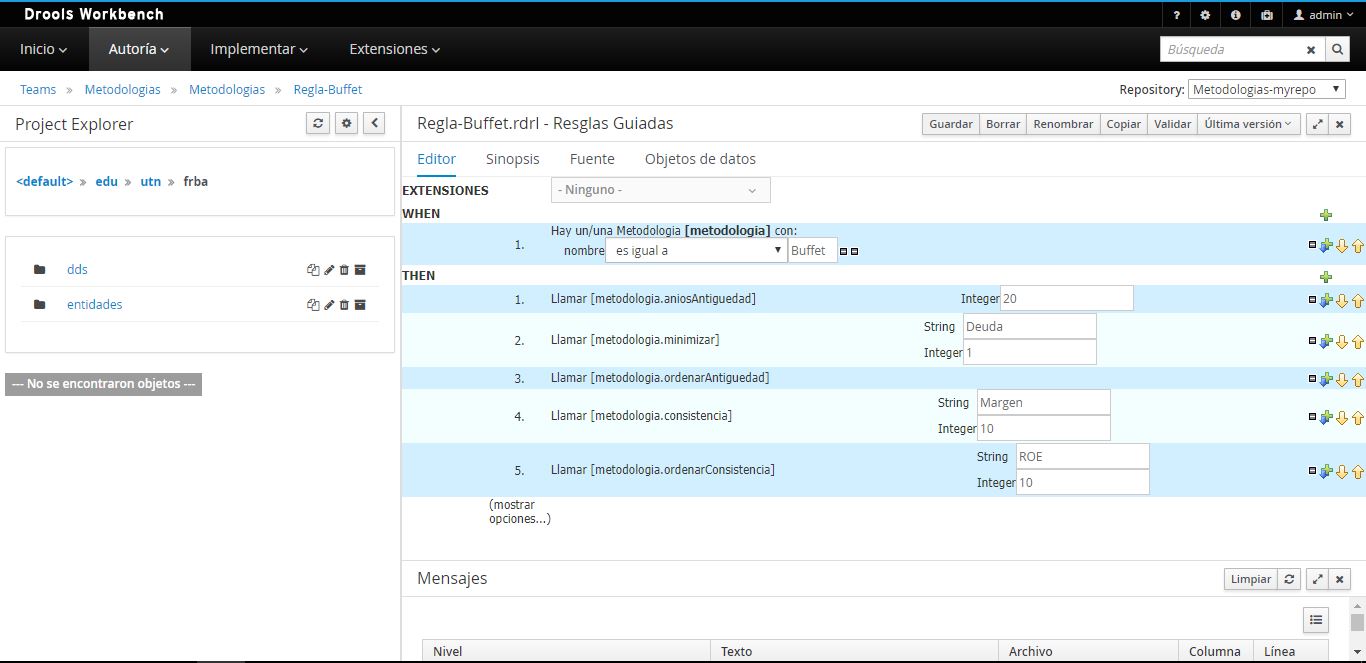 Drools Workbench
? admin
Inicio Autoría Implementar Extensiones Búsqueda
Teams » Metodologias » Metodologias » Regla-Buffet Repository: Metodologias-myrepo
Project Explorer
<default> » edu » utn » frba
dds
entidades
--- No se encontraron objetos ---
Regla-Buffet.rdrl - Resglas Guiadas Guardar Borrar Renombrar Copiar Validar Última versión
Editor Sinopsis Fuente Objetos de datos
EXTENSIONES - Ninguno -
WHEN
1. Hay un/una Metodologia [metodologia] con:
nombre es igual a Buffet
THEN
1. Llamar [metodologia.aniosAntiguedad] Integer 20
2. Llamar [metodologia.minimizar] String Deuda
Integer 1
3. Llamar [metodologia.ordenarAntiguedad]
4. Llamar [metodologia.consistencia] String Margen
Integer 10
5. Llamar [metodologia.ordenarConsistencia] String ROE
Integer 10
(mostrar
opciones...)
Mensajes Limpiar
Nivel Texto Archivo Columna Línea